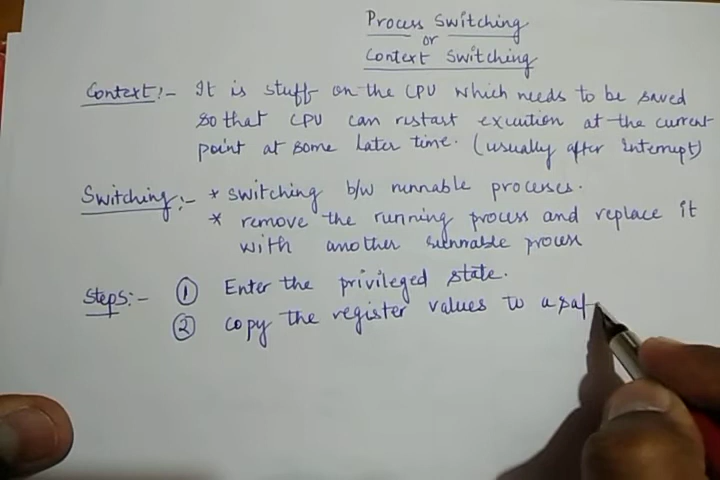 Process Switching
or
Context Switching
Context :- It is stuff on the CPU which needs to be saved
so that CPU can restart execution at the current
point at some later time. (usually after interrupt)
Switching :- * switching b/w runnable processes.
* remove the running process and replace it
with another runnable process
Steps :- ① Enter the privileged state.
② copy the register values to a saf